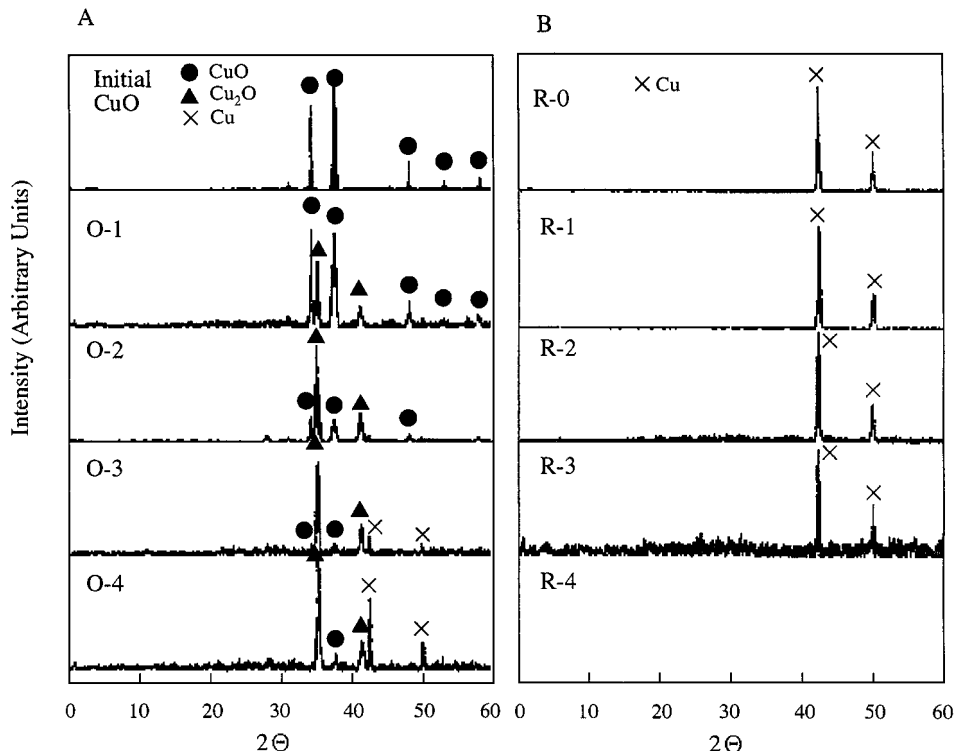 A
Initial
CuO
CuO
Cu₂O
Cu
O-1
O-2
O-3
O-4
0 10 20 30 40 50 60
2Θ
Intensity (Arbitrary Units)
B
R-0
Cu
R-1
R-2
R-3
R-4
0 10 20 30 40 50 60
2Θ